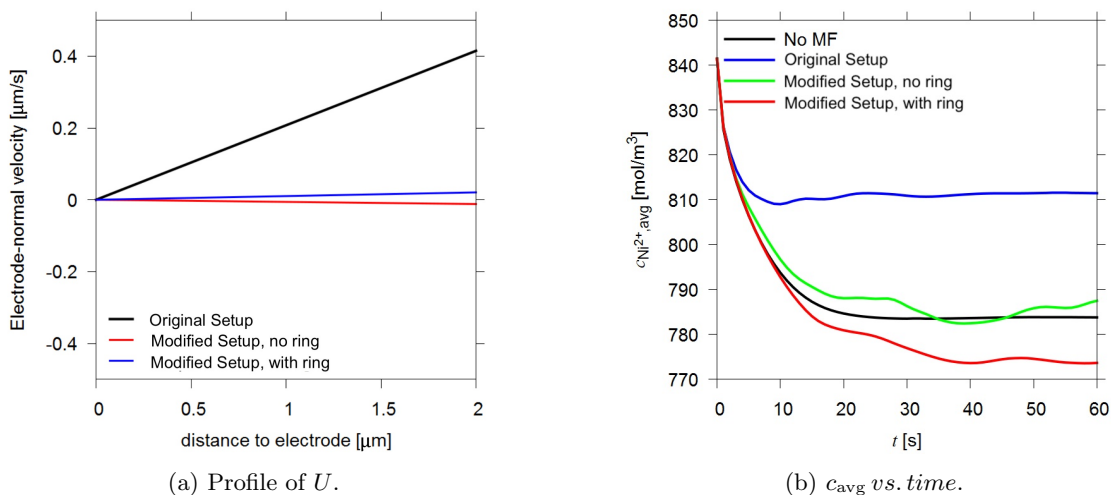 0.4
0.2
0
-0.2
-0.4
Electrode-normal velocity [µm/s]
Original Setup
Modified Setup, no ring
Modified Setup, with ring
0
0.5
1
1.5
2
distance to electrode [µm]
(a) Profile of U.
850
840
830
820
810
800
790
780
770
c Ni2+,avg [mol/m3]
No MF
Original Setup
Modified Setup, no ring
Modified Setup, with ring
0
10
20
30
40
50
60
t [s]
(b) cavg vs. time.